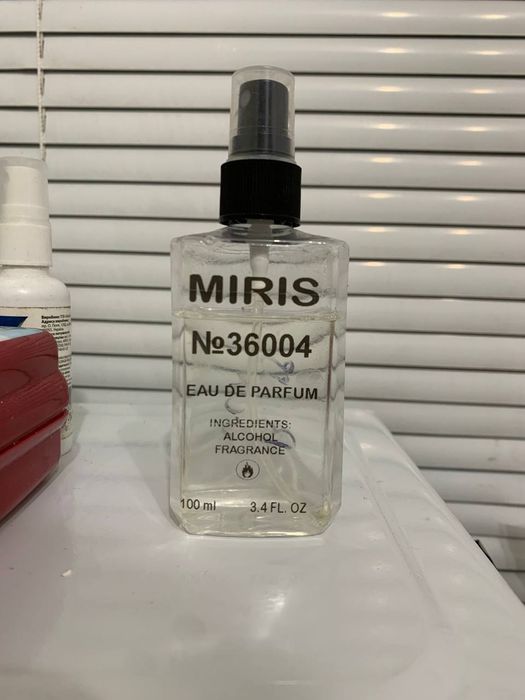 MIRIS
№36004
EAU DE PARFUM
INGREDIENTS:
ALCOHOL
FRAGRANCE
100 ml 3.4 FL. OZ